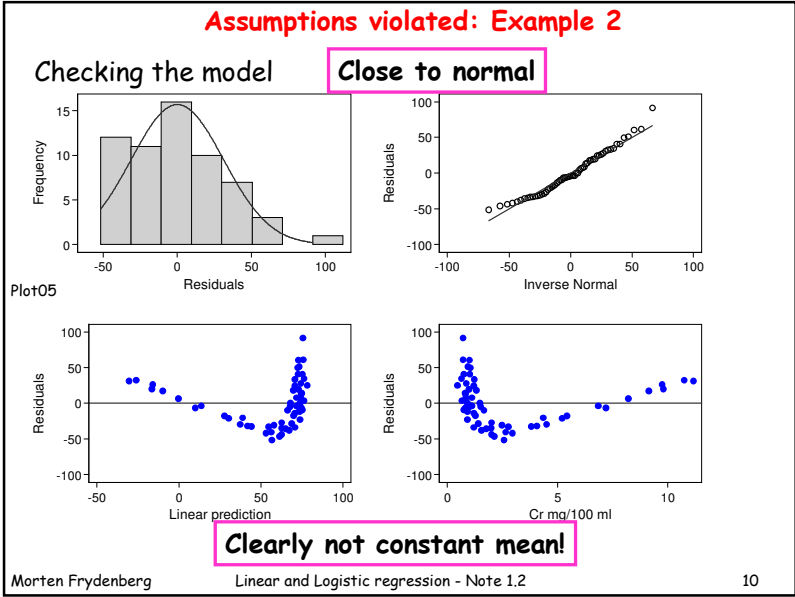 Assumptions violated: Example 2
Checking the model
Close to normal
15
10
5
0
Frequency
-50 0 50 100
Residuals
100
50
0
-50
-100
Residuals
-100 -50 0 50 100
Inverse Normal
Plot05
100
50
0
-50
-100
Residuals
-50 0 50 100
Linear prediction
100
50
0
-50
-100
Residuals
0 5 10
Cr mg/100 ml
Clearly not constant mean!
Morten Frydenberg Linear and Logistic regression - Note 1.2 10